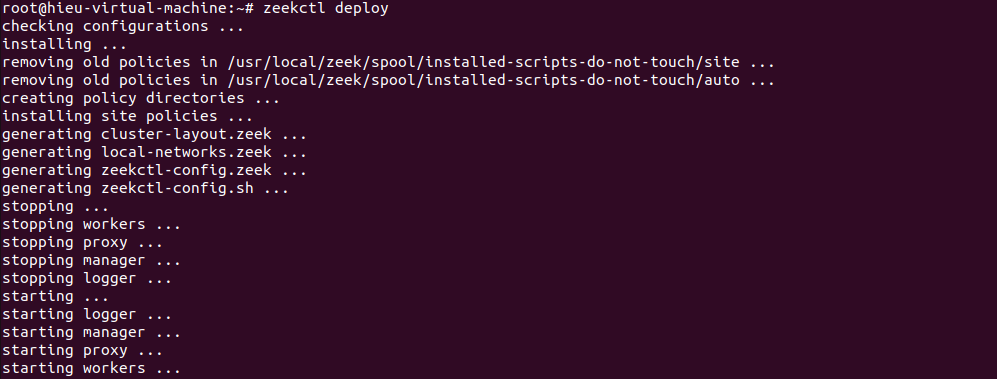 root@hieu-virtual-machine:~# zeekctl deploy
checking configurations ...
installing ...
removing old policies in /usr/local/zeek/spool/installed-scripts-do-not-touch/site ...
removing old policies in /usr/local/zeek/spool/installed-scripts-do-not-touch/auto ...
creating policy directories ...
installing site policies ...
generating cluster-layout.zeek ...
generating local-networks.zeek ...
generating zeekctl-config.zeek ...
generating zeekctl-config.sh ...
stopping ...
stopping workers ...
stopping proxy ...
stopping manager ...
stopping logger ...
starting ...
starting logger ...
starting manager ...
starting proxy ...
starting workers ...